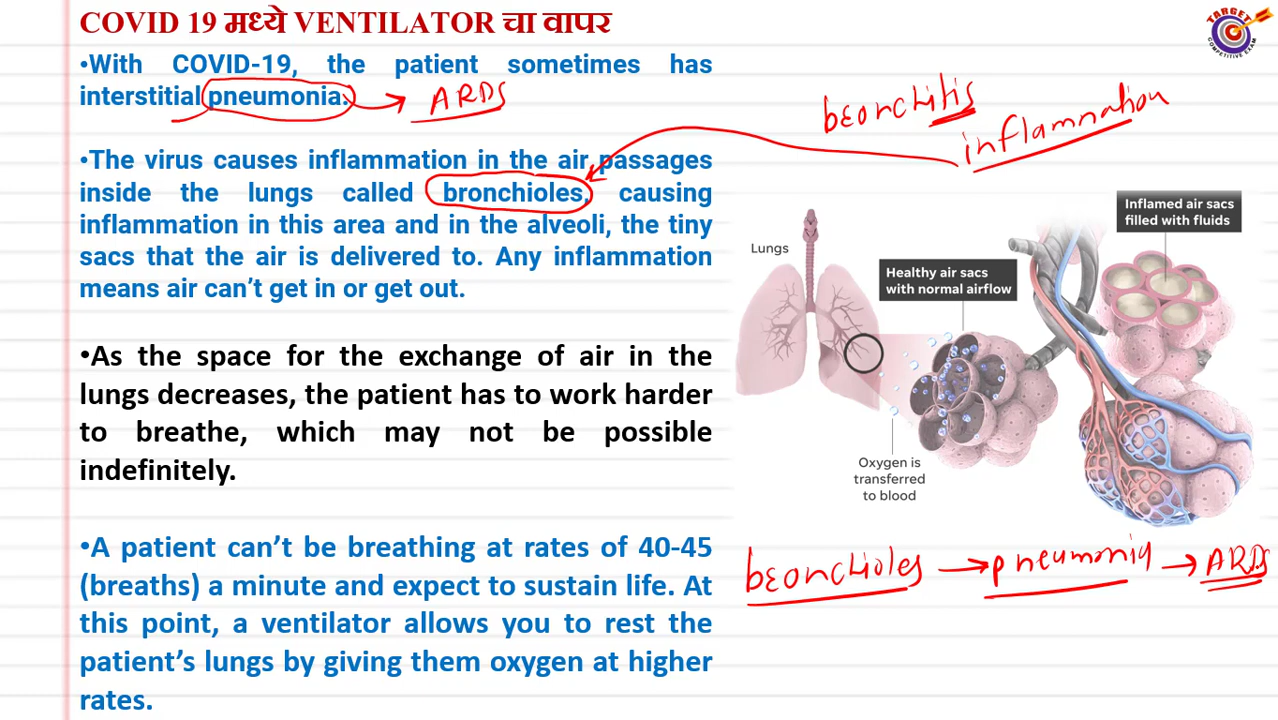 COVID 19 मध्ये VENTILATOR चा वापर
TARGET
COMPETITIVE EXAM
•With COVID-19, the patient sometimes has
interstitial pneumonia.
ARDS
bronchitis
inflamnation
•The virus causes inflammation in the air passages
inside the lungs called bronchioles, causing
inflammation in this area and in the alveoli, the tiny
sacs that the air is delivered to. Any inflammation
means air can't get in or get out.
•As the space for the exchange of air in the
lungs decreases, the patient has to work harder
to breathe, which may not be possible
indefinitely.
•A patient can't be breathing at rates of 40-45
(breaths) a minute and expect to sustain life. At
this point, a ventilator allows you to rest the
patient's lungs by giving them oxygen at higher
rates.
Lungs
Healthy air sacs
with normal airflow
Inflamed air sacs
filled with fluids
Oxygen is
transferred
to blood
bronchioles → pneumonia → ARDS